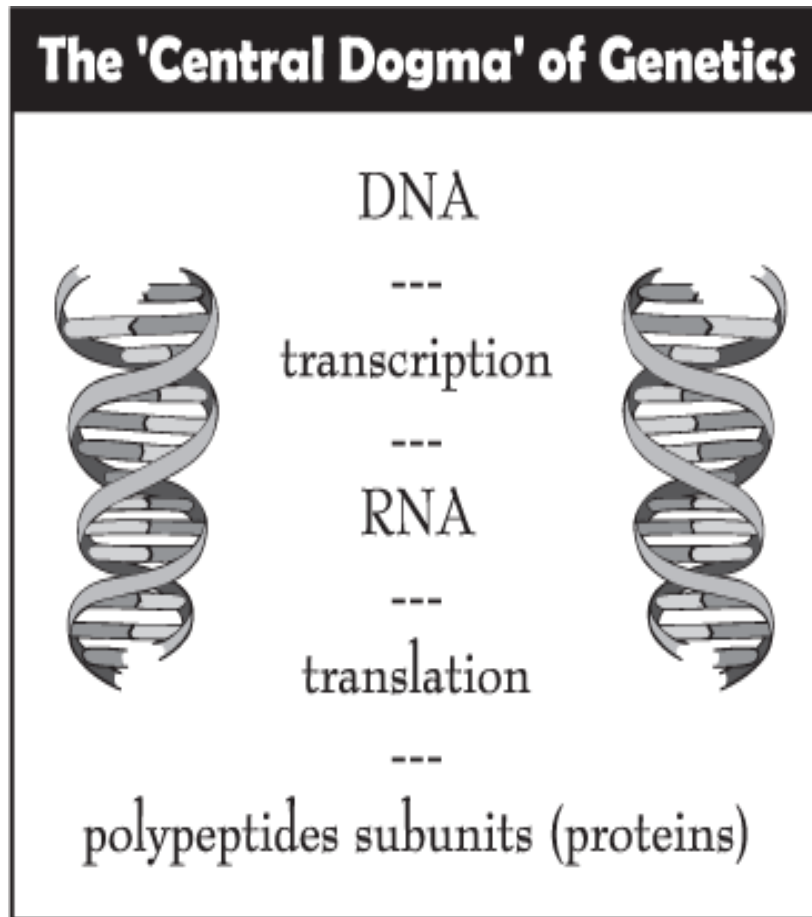 The 'Central Dogma' of Genetics
DNA
---
transcription
---
RNA
---
translation
---
polypeptides subunits (proteins)